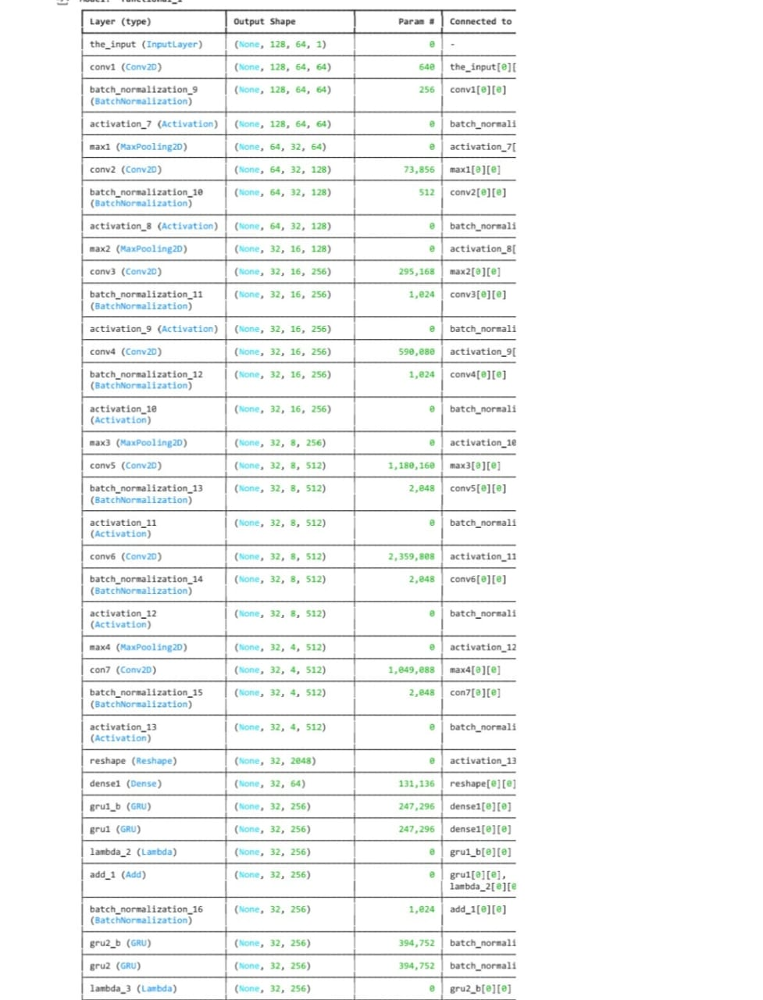 Layer (type) Output Shape Param # Connected to
the_input (InputLayer) (None, 128, 64, 1) 0 -
conv1 (Conv2D) (None, 128, 64, 64) 640 the_input[0][
batch_normalization_9 (None, 128, 64, 64) 256 conv1[0][0]
(BatchNormalization)
activation_7 (Activation) (None, 128, 64, 64) 0 batch_normali
max1 (MaxPooling2D) (None, 64, 32, 64) 0 activation_7[
conv2 (Conv2D) (None, 64, 32, 128) 73,856 max1[0][0]
batch_normalization_10 (None, 64, 32, 128) 512 conv2[0][0]
(BatchNormalization)
activation_8 (Activation) (None, 64, 32, 128) 0 batch_normali
max2 (MaxPooling2D) (None, 32, 16, 128) 0 activation_8[
conv3 (Conv2D) (None, 32, 16, 256) 295,168 max2[0][0]
batch_normalization_11 (None, 32, 16, 256) 1,024 conv3[0][0]
(BatchNormalization)
activation_9 (Activation) (None, 32, 16, 256) 0 batch_normali
conv4 (Conv2D) (None, 32, 16, 256) 590,080 activation_9[
batch_normalization_12 (None, 32, 16, 256) 1,024 conv4[0][0]
(BatchNormalization)
activation_10 (None, 32, 16, 256) 0 batch_normali
(Activation)
max3 (MaxPooling2D) (None, 32, 8, 256) 0 activation_10
conv5 (Conv2D) (None, 32, 8, 512) 1,180,160 max3[0][0]
batch_normalization_13 (None, 32, 8, 512) 2,048 conv5[0][0]
(BatchNormalization)
activation_11 (None, 32, 8, 512) 0 batch_normali
(Activation)
conv6 (Conv2D) (None, 32, 8, 512) 2,359,808 activation_11
batch_normalization_14 (None, 32, 8, 512) 2,048 conv6[0][0]
(BatchNormalization)
activation_12 (None, 32, 8, 512) 0 batch_normali
(Activation)
max4 (MaxPooling2D) (None, 32, 4, 512) 0 activation_12
con7 (Conv2D) (None, 32, 4, 512) 1,049,088 max4[0][0]
batch_normalization_15 (None, 32, 4, 512) 2,048 con7[0][0]
(BatchNormalization)
activation_13 (None, 32, 4, 512) 0 batch_normali
(Activation)
reshape (Reshape) (None, 32, 2048) 0 activation_13
dense1 (Dense) (None, 32, 64) 131,136 reshape[0][0]
gru1_b (GRU) (None, 32, 256) 247,296 dense1[0][0]
gru1 (GRU) (None, 32, 256) 247,296 dense1[0][0]
lambda_2 (Lambda) (None, 32, 256) 0 gru1_b[0][0]
add_1 (Add) (None, 32, 256) 0 gru1[0][0],
lambda_2[0][0
batch_normalization_16 (None, 32, 256) 1,024 add_1[0][0]
(BatchNormalization)
gru2_b (GRU) (None, 32, 256) 394,752 batch_normali
gru2 (GRU) (None, 32, 256) 394,752 batch_normali
lambda_3 (Lambda) (None, 32, 256) 0 gru2_b[0][0]